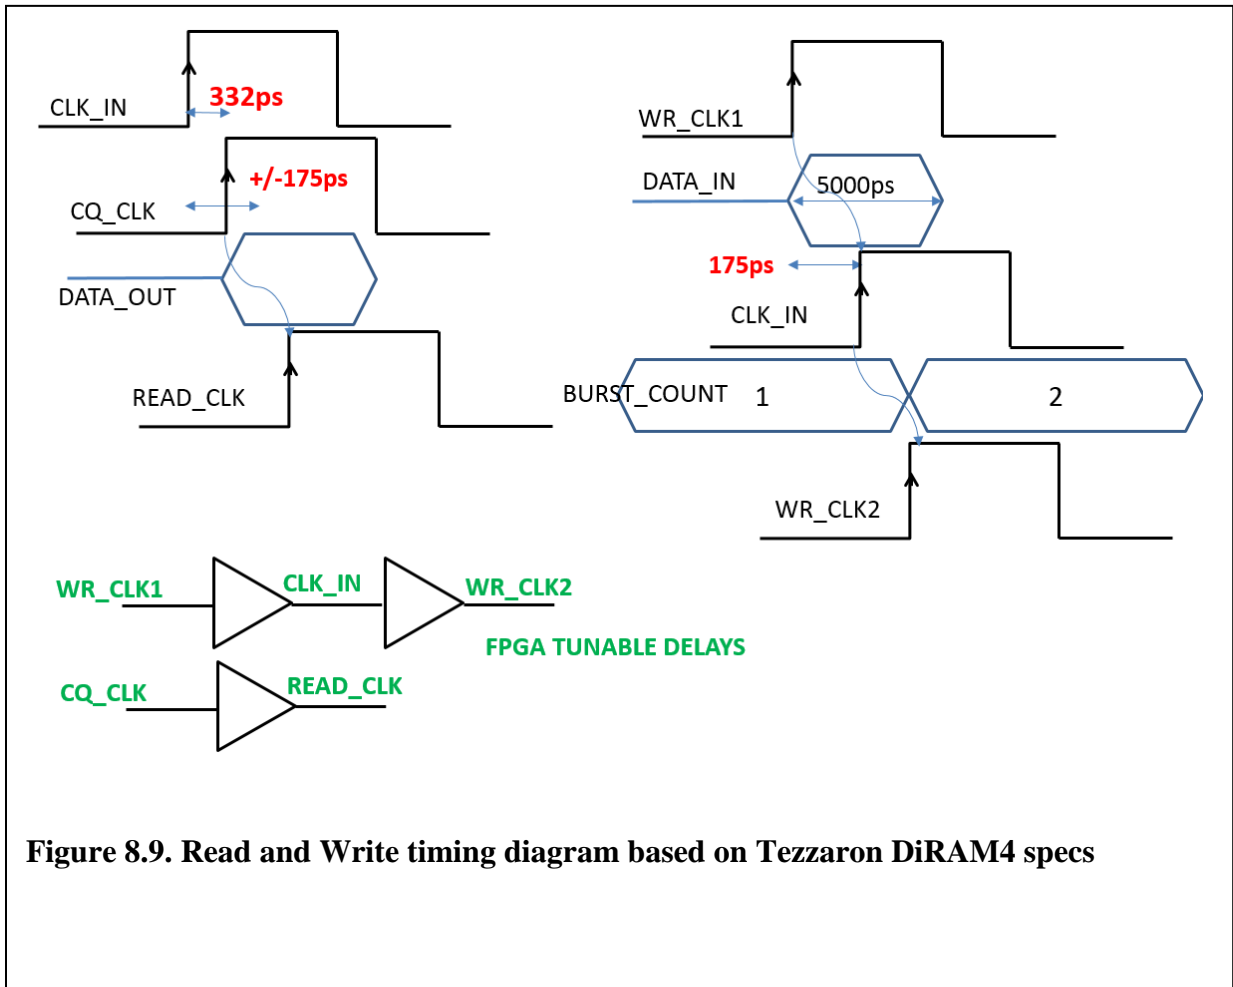 CLK_IN
332ps
CQ_CLK
+/-175ps
DATA_OUT
READ_CLK
WR_CLK1
DATA_IN
5000ps
175ps
CLK_IN
BURST_COUNT
1
2
WR_CLK2
WR_CLK1
CLK_IN
WR_CLK2
FPGA TUNABLE DELAYS
CQ_CLK
READ_CLK
Figure 8.9. Read and Write timing diagram based on Tezzaron DiRAM4 specs